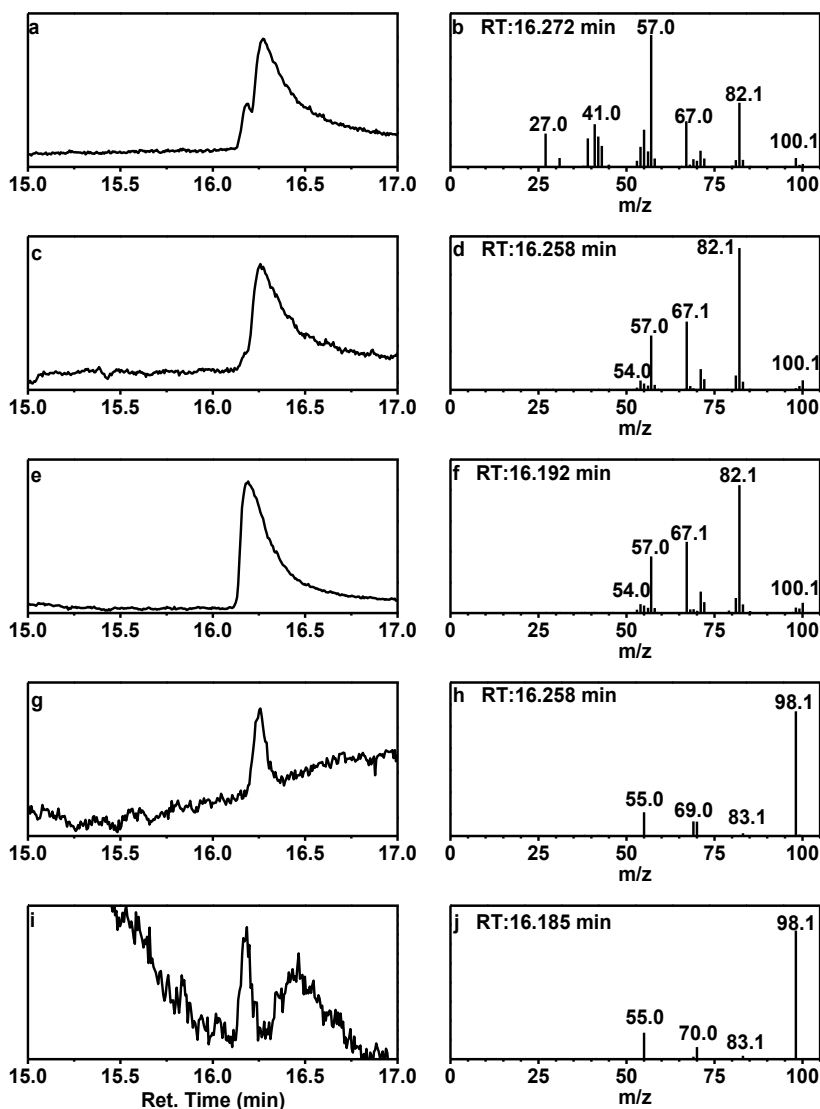 a
15.0 15.5 16.0 16.5 17.0
b RT:16.272 min
57.0
27.0
41.0
67.0
82.1
100.1
0 25 50 75 100
m/z
c
15.0 15.5 16.0 16.5 17.0
d RT:16.258 min
82.1
67.1
57.0
54.0
100.1
0 25 50 75 100
m/z
e
15.0 15.5 16.0 16.5 17.0
f RT:16.192 min
82.1
67.1
57.0
54.0
100.1
0 25 50 75 100
m/z
g
15.0 15.5 16.0 16.5 17.0
h RT:16.258 min
98.1
55.0
69.0
83.1
0 25 50 75 100
m/z
i
15.0 15.5 16.0 16.5 17.0
Ret. Time (min)
j RT:16.185 min
98.1
55.0
70.0
83.1
0 25 50 75 100
m/z